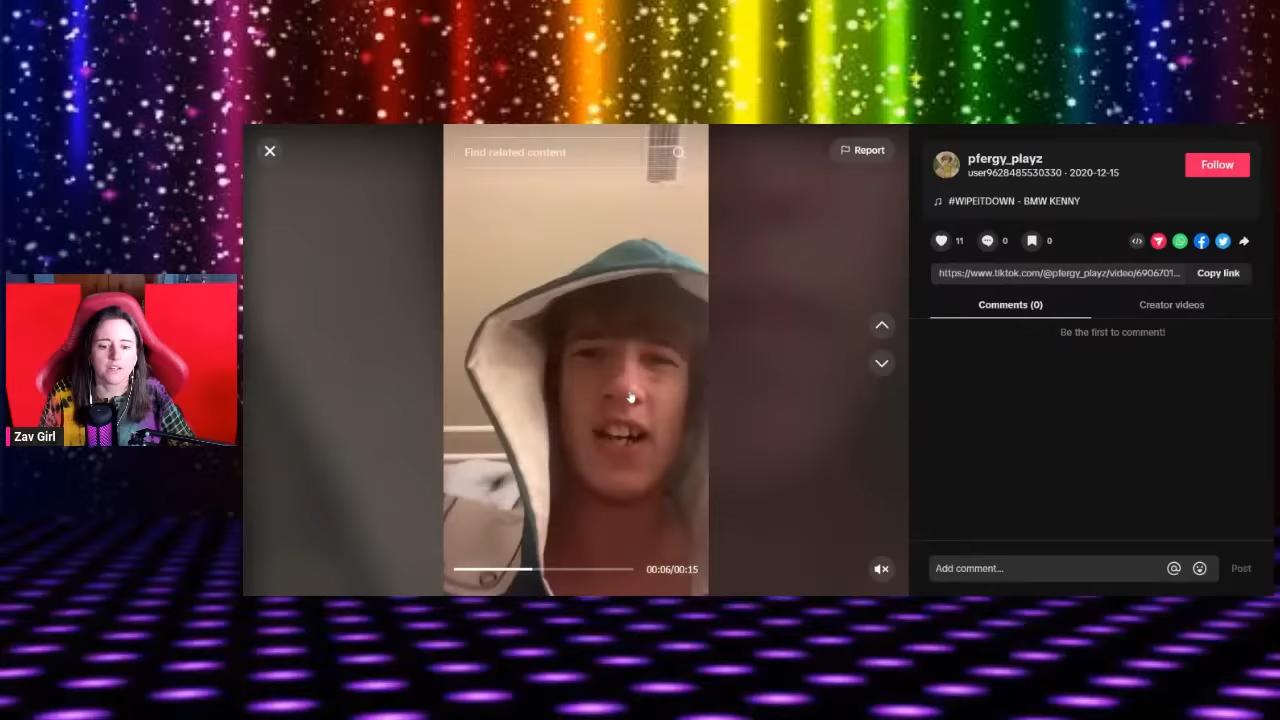 Find related content
Report
pfergy_playz
user9628485530330 · 2020-12-15
Follow
#WIPEITDOWN - BMW KENNY
11
0
0
https://www.tiktok.com/@pfergy_playz/video/6906701...
Copy link
Comments (0)
Creator videos
Be the first to comment!
Zav Girl
00:06/00:15
Add comment...
Post